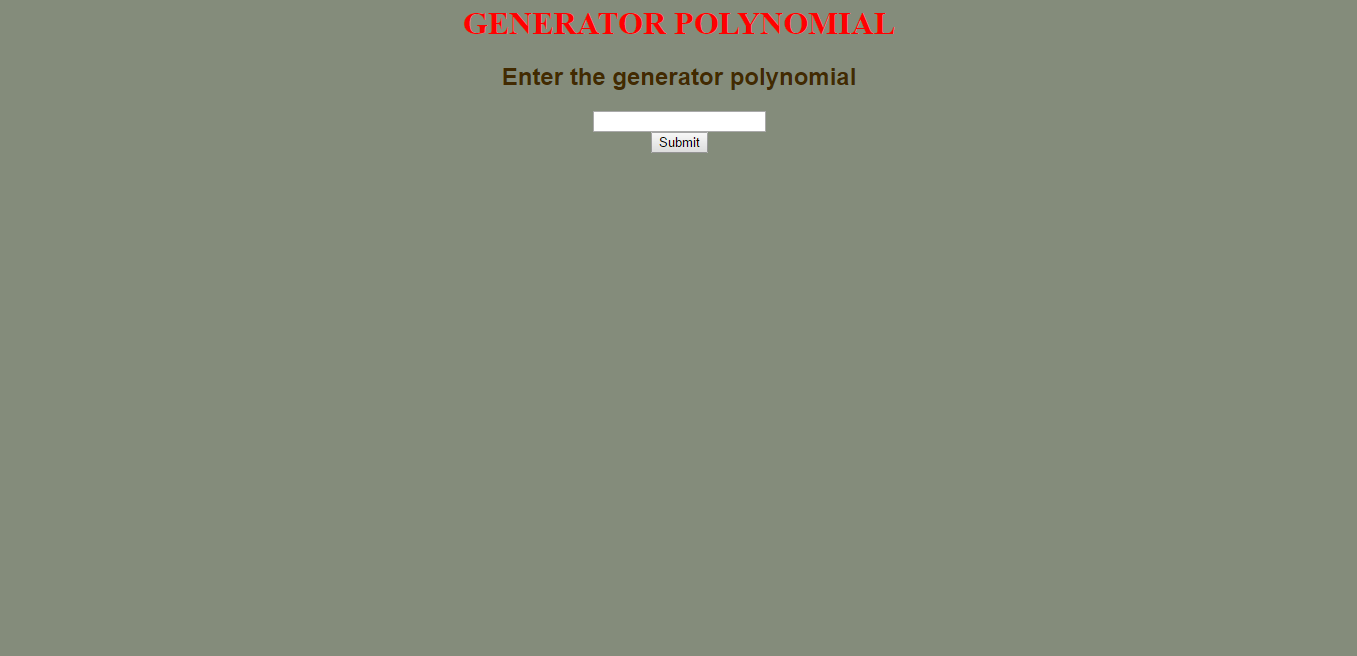 GENERATOR POLYNOMIAL
Enter the generator polynomial
Submit